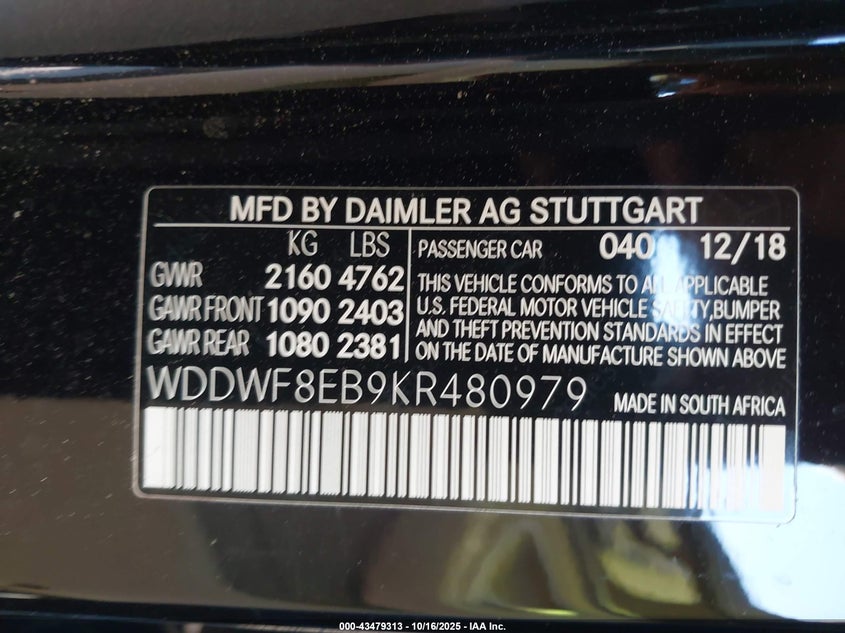 MFD BY DAIMLER AG STUTTGART
KG LBS
GVWR 2160 4762
GAWR FRONT 1090 2403
GAWR REAR 1080 2381
PASSENGER CAR 040 12/18
THIS VEHICLE CONFORMS TO ALL APPLICABLE
U.S. FEDERAL MOTOR VEHICLE SAFETY, BUMPER
AND THEFT PREVENTION STANDARDS IN EFFECT
ON THE DATE OF MANUFACTURE SHOWN ABOVE
WDDWF8EB9KR480979 MADE IN SOUTH AFRICA
000-43479313 - 10/16/2025 - IAA Inc.